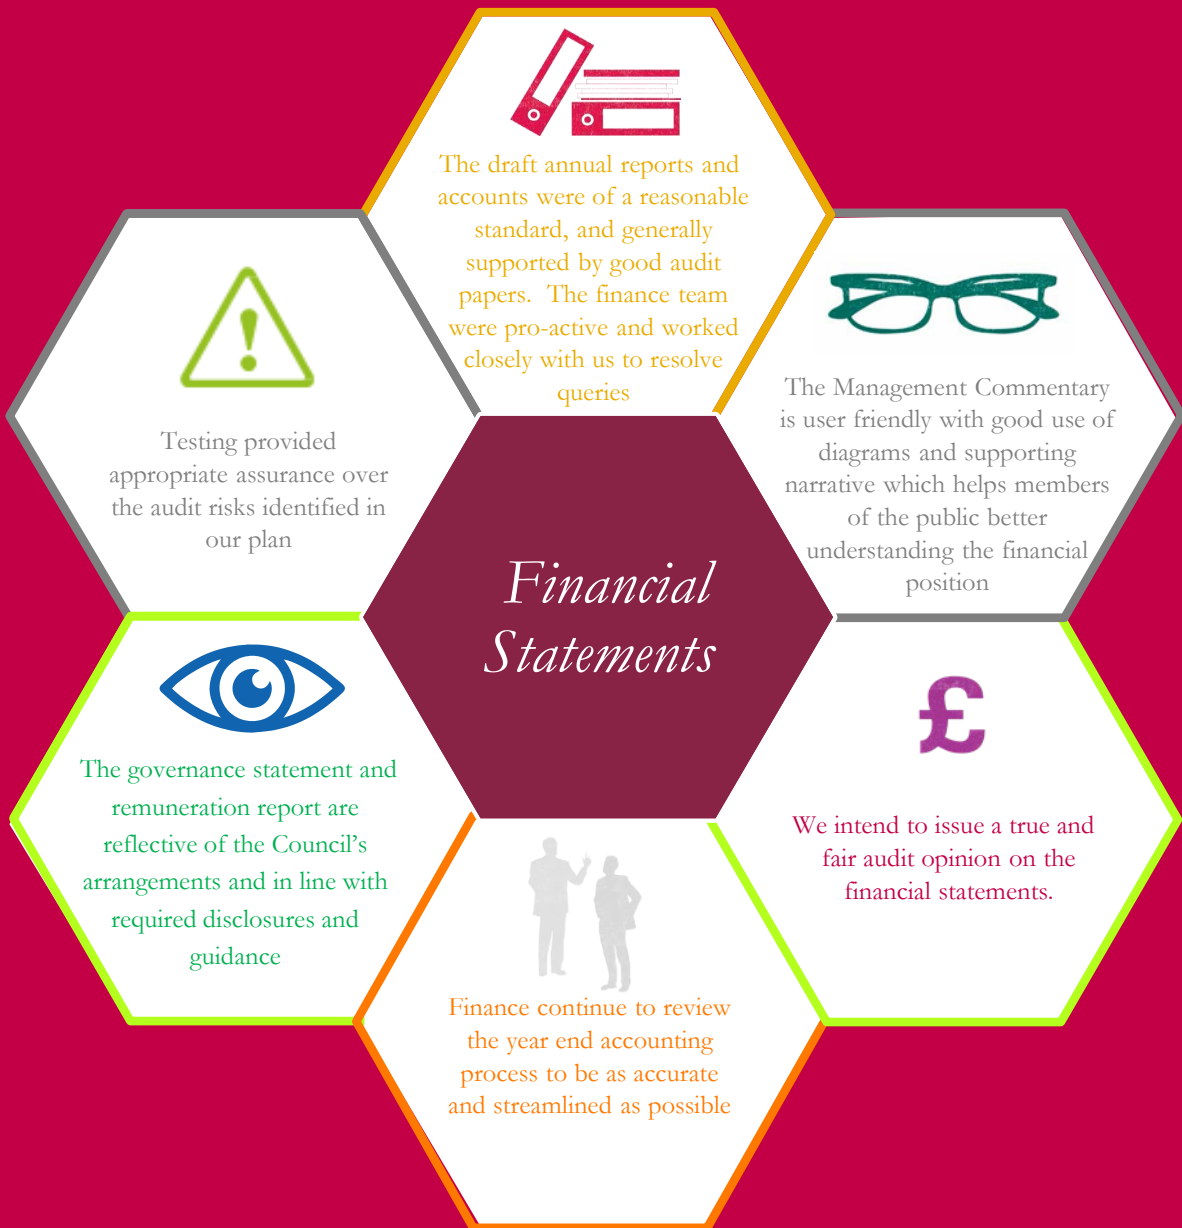 The draft annual reports and
accounts were of a reasonable
standard, and generally
supported by good audit
papers.  The finance team
were pro-active and worked
closely with us to resolve
queries
The Management Commentary
is user friendly with good use of
diagrams and supporting
narrative which helps members
of the public better
understanding the financial
position
Testing provided
appropriate assurance over
the audit risks identified in
our plan
Financial
Statements
The governance statement and
remuneration report are
reflective of the Council’s
arrangements and in line with
required disclosures and
guidance
£
We intend to issue a true and
fair audit opinion on the
financial statements.
Finance continue to review
the year end accounting
process to be as accurate
and streamlined as possible